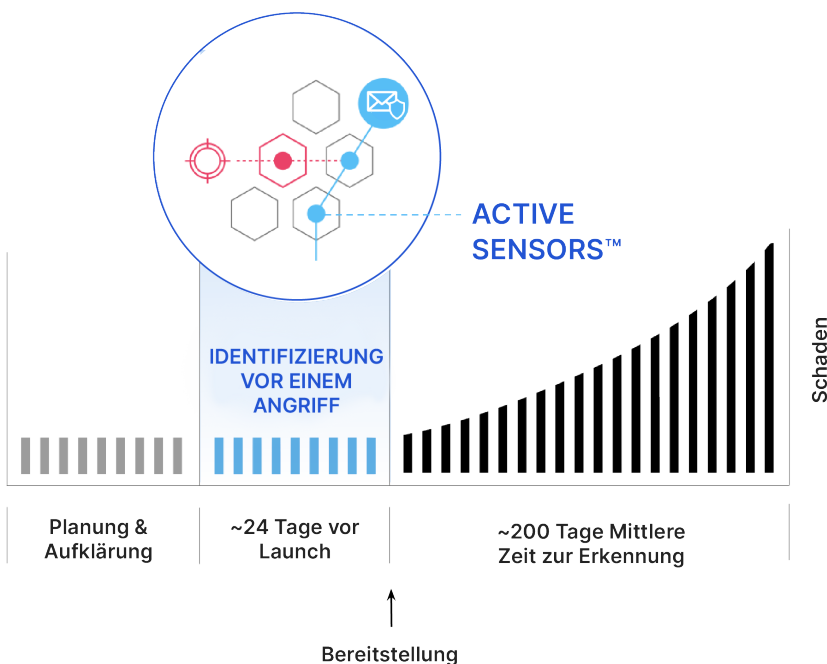 ACTIVE
SENSORS™
IDENTIFIZIERUNG
VOR EINEM
ANGRIFF
Schaden
Planung &
Aufklärung
~24 Tage vor
Launch
~200 Tage Mittlere
Zeit zur Erkennung
Bereitstellung